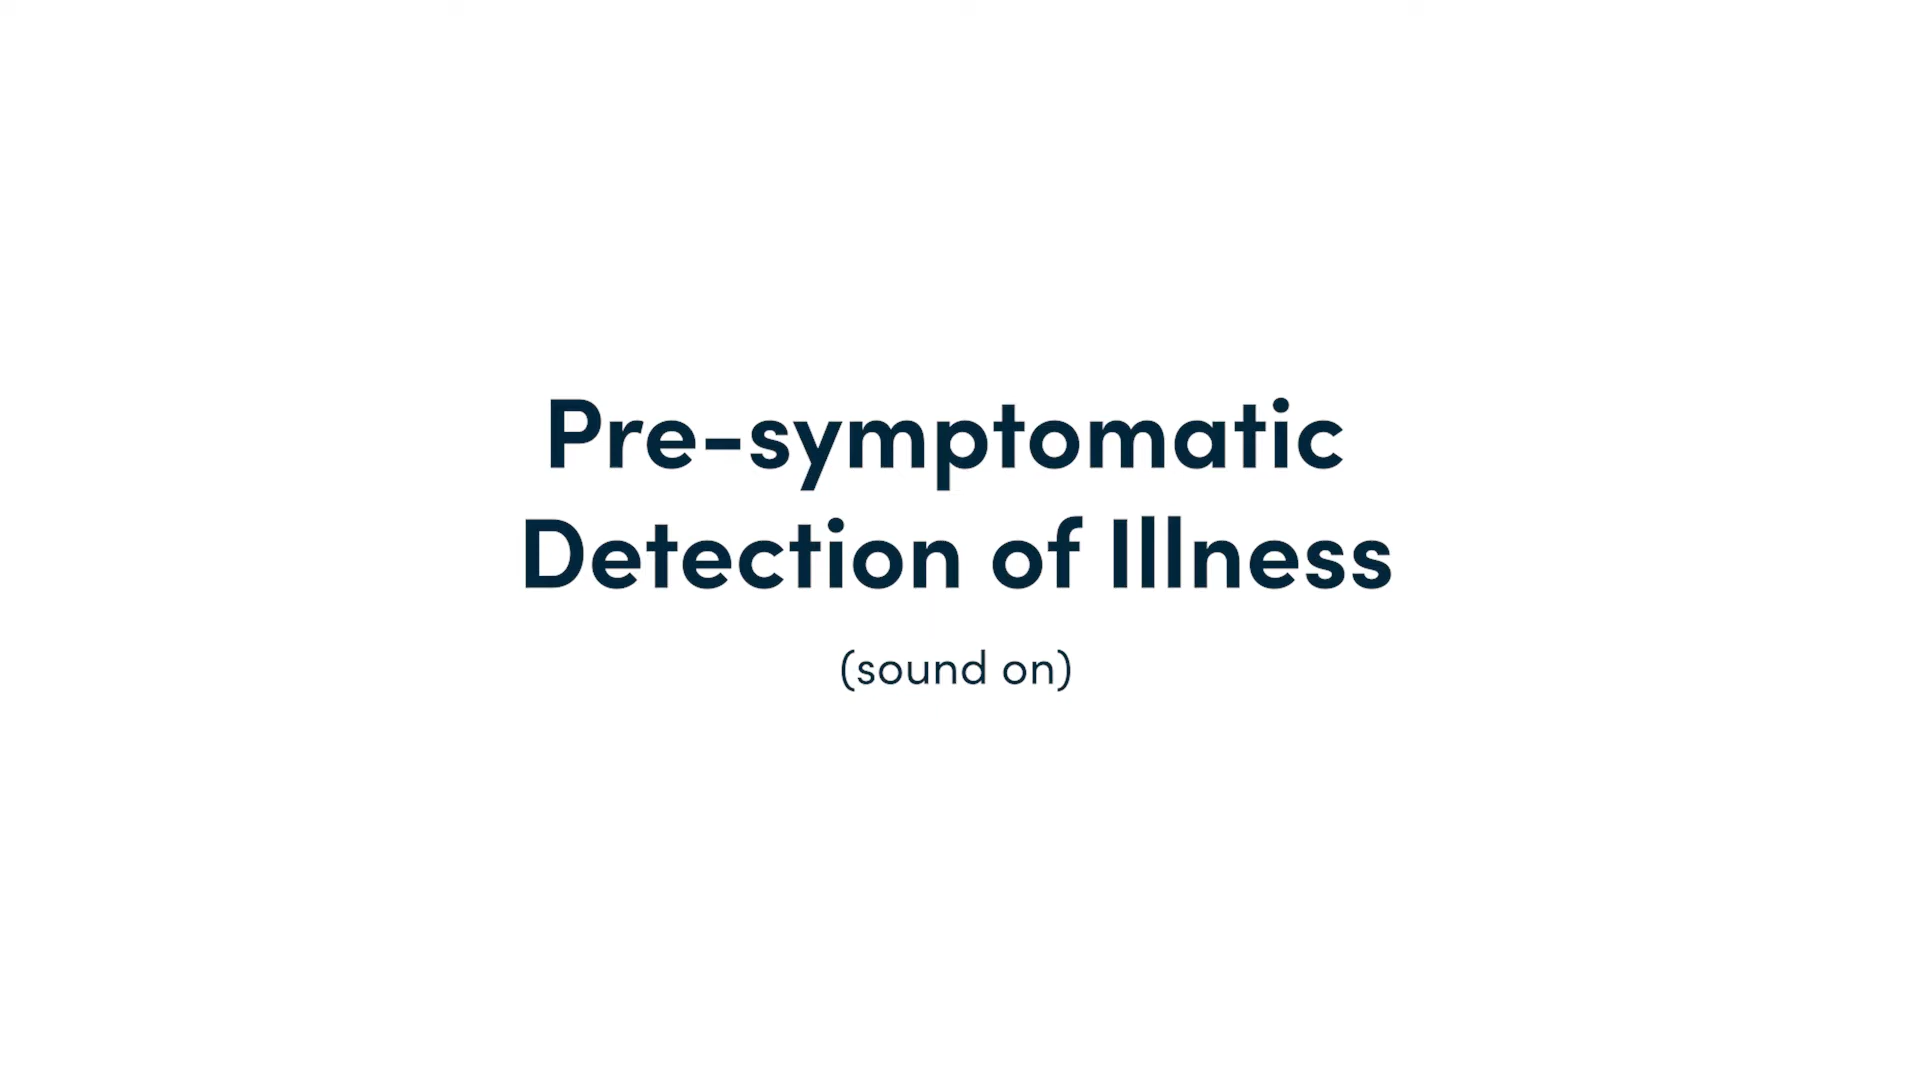 Pre-symptomatic
Detection of Illness
(sound on)